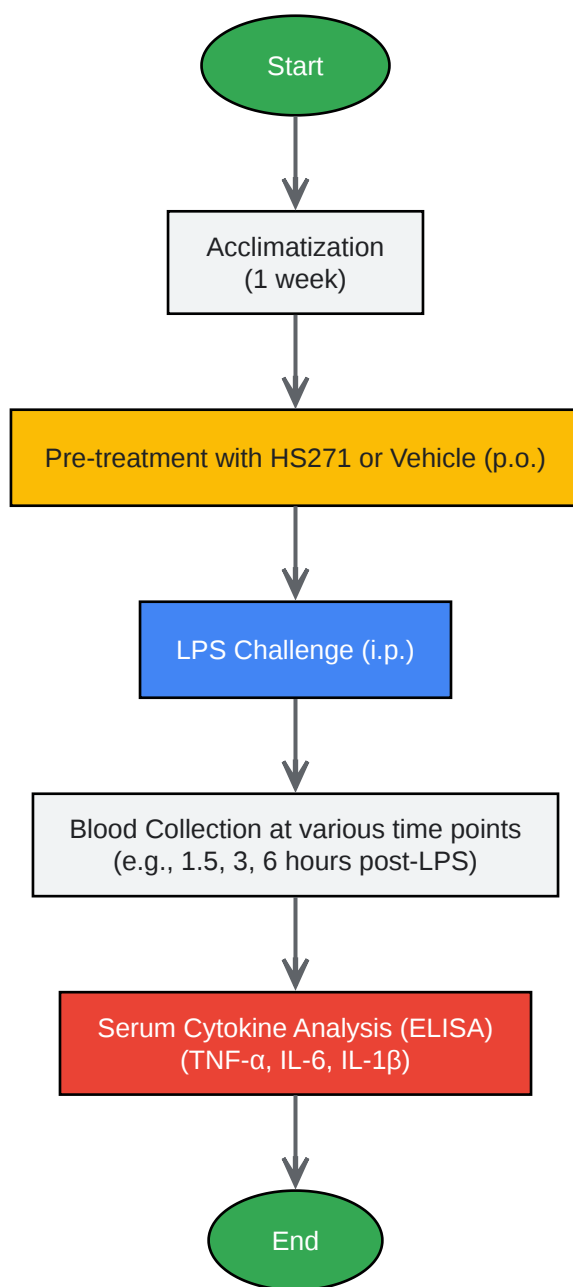 Start
Acclimatization
(1 week)
Pre-treatment with HS271 or Vehicle (p.o.)
LPS Challenge (i.p.)
Blood Collection at various time points
(e.g., 1.5, 3, 6 hours post-LPS)
Serum Cytokine Analysis (ELISA)
(TNF-α, IL-6, IL-1β)
End